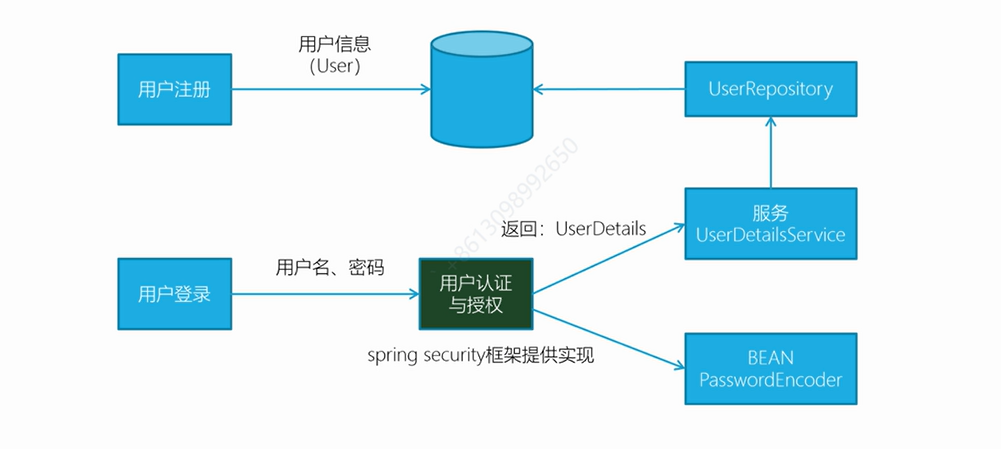 用户信息
(User)
用户注册
UserRepository
+8613098992650
服务
UserDetailsService
返回：UserDetails
用户名、密码
用户登录
用户认证
与授权
spring security框架提供实现
BEAN
PasswordEncoder